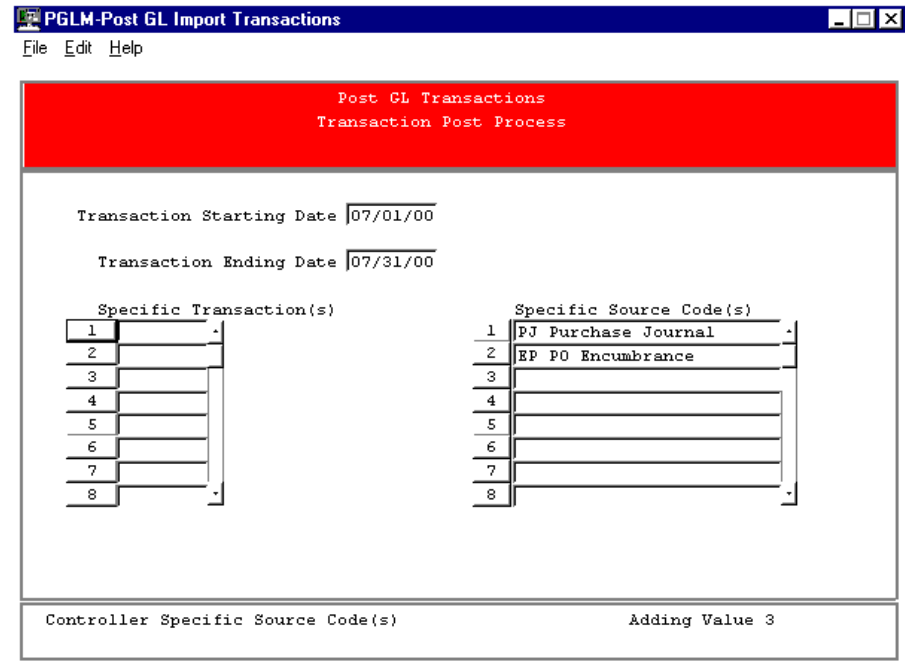 PGLM-Post GL Import Transactions
File Edit Help
Post GL Transactions
Transaction Post Process
Transaction Starting Date 07/01/00
Transaction Ending Date 07/31/00
Specific Transaction(s) Specific Source Code(s)
1 1 PJ Purchase Journal
2 2 EP PO Encumbrance
3 3
4 4
5 5
6 6
7 7
8 8
Controller Specific Source Code(s) Adding Value 3